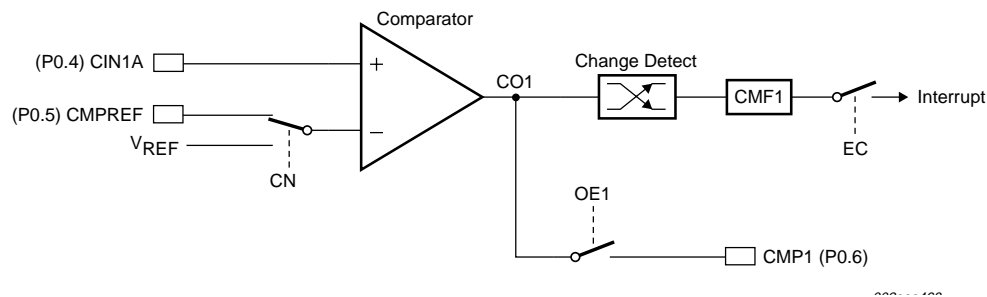 Comparator
(P0.4) CIN1A
+
CO1
Change Detect
CMF1
Interrupt
(P0.5) CMPREF
−
VREF
CN
EC
OE1
CMP1 (P0.6)